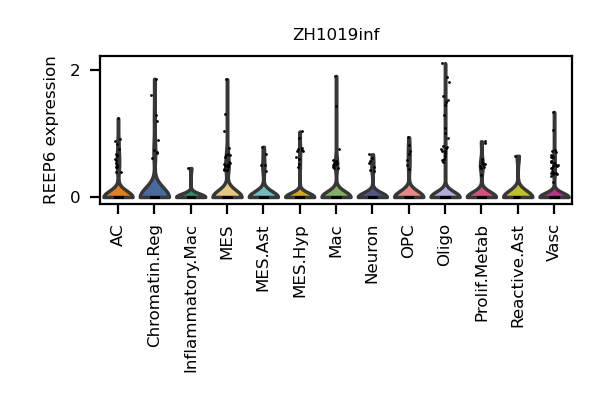 ZH1019inf
REEP6 expression
2
0
AC
Chromatin.Reg
Inflammatory.Mac
MES
MES.Ast
MES.Hyp
Mac
Neuron
OPC
Oligo
Prolif.Metab
Reactive.Ast
Vasc